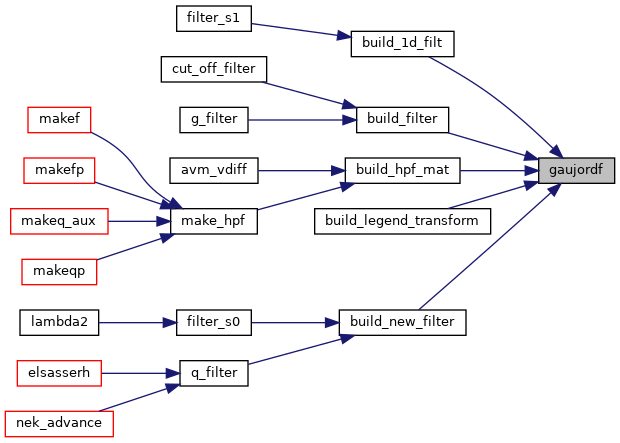 filter_s1
build_1d_filt
cut_off_filter
makef
g_filter
build_filter
makefp
avm_vdiff
build_hpf_mat
gaujordf
makeq_aux
make_hpf
build_legend_transform
makeqp
lambda2
filter_s0
build_new_filter
elsasserh
q_filter
nek_advance